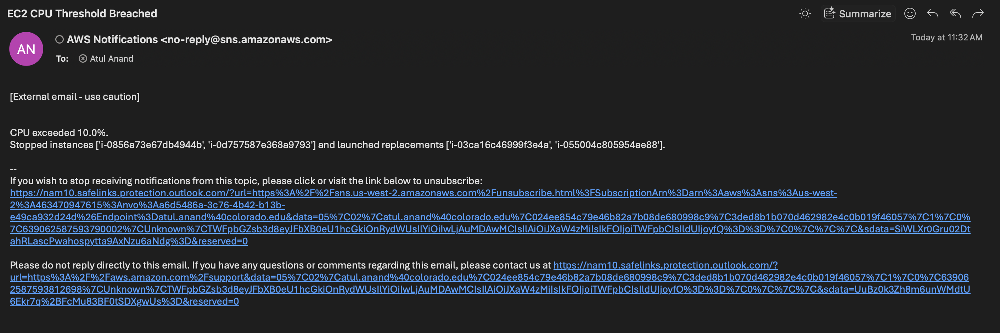 EC2 CPU Threshold Breached
Summarize
AN
AWS Notifications <no-reply@sns.amazonaws.com>
Today at 11:32 AM
To: Atul Anand
[External email - use caution]
CPU exceeded 10.0%.
Stopped instances ['i-0856a73e67db4944b', 'i-0d757587e368a9793'] and launched replacements ['i-03ca16c46999f3e4a', 'i-055004c805954ae88'].
--
If you wish to stop receiving notifications from this topic, please click or visit the link below to unsubscribe:
https://nam10.safelinks.protection.outlook.com/?url=https%3A%2F%2Fsns.us-west-2.amazonaws.com%2Funsubscribe.html%3FSubscriptionArn%3Darn%3Aaws%3Asns%3Aus-west-
2%3A463470947615%3Anvo%3Aa6d5486a-3c76-4b42-b13b-
e49ca932d24d%26Endpoint%3Datul.anand%40colorado.edu&data=05%7C02%7Catul.anand%40colorado.edu%7C024ee854c79e46b82a7b08de680998c9%7C3ded8b1b070d462982e4c0b019f46057%7C1%7C0%
7C639062587593790002%7CUnknown%7CTWFpbGZsb3d8eyJFbXB0eU1hcGkiOnRydWUsIlYiOiIwLjAuMDAwMCIsIlAiOiJXaW4zMiIsIkFOIjoiTWFpbCIsIldUIjoyfQ%3D%3D%7C0%7C%7C%7C&sdata=SiWLXr0Gru02Dt
ahRLascPwahospytta9AxNzu6aNdg%3D&reserved=0
Please do not reply directly to this email. If you have any questions or comments regarding this email, please contact us at https://nam10.safelinks.protection.outlook.com/?
url=https%3A%2F%2Faws.amazon.com%2Fsupport&data=05%7C02%7Catul.anand%40colorado.edu%7C024ee854c79e46b82a7b08de680998c9%7C3ded8b1b070d462982e4c0b019f46057%7C1%7C0%7C63906
2587593812698%7CUnknown%7CTWFpbGZsb3d8eyJFbXB0eU1hcGkiOnRydWUsIlYiOiIwLjAuMDAwMCIsIlAiOiJXaW4zMiIsIkFOIjoiTWFpbCIsIldUIjoyfQ%3D%3D%7C0%7C%7C%7C&sdata=UuBz0k3Zh8m6unWMdtU
6Ekr7q%2BFcMu83BF0tSDXgwUs%3D&reserved=0